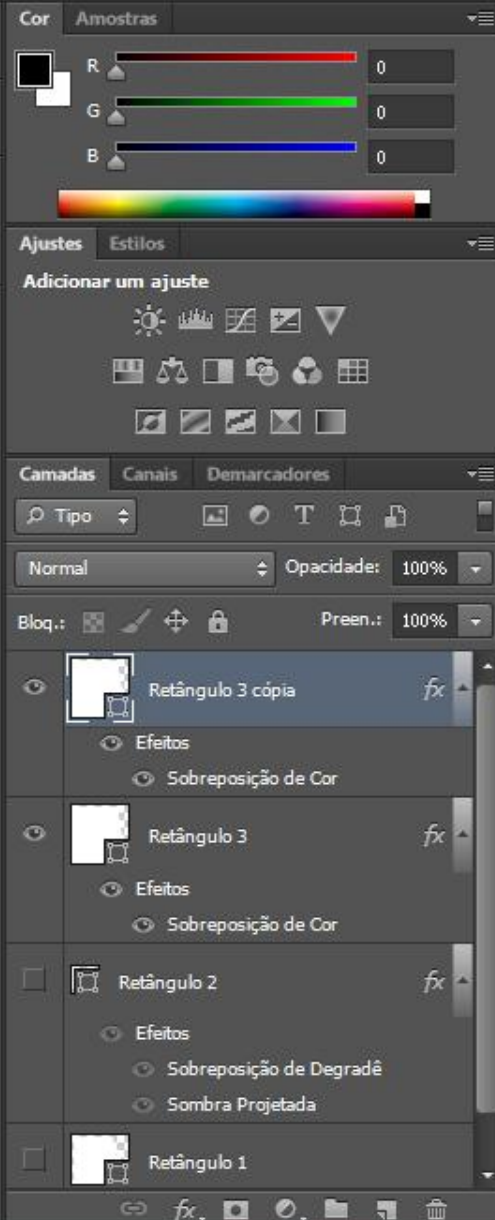 Cor Amostras
R 0
G 0
B 0
Ajustes Estilos
Adicionar um ajuste
Camadas Canais Demarcadores
Tipo T
Normal Opacidade: 100%
Bloq.: Preen.: 100%
Retângulo 3 cópia fx
Efeitos
Sobreposição de Cor
Retângulo 3 fx
Efeitos
Sobreposição de Cor
Retângulo 2 fx
Efeitos
Sobreposição de Degradê
Sombra Projetada
Retângulo 1
fx.